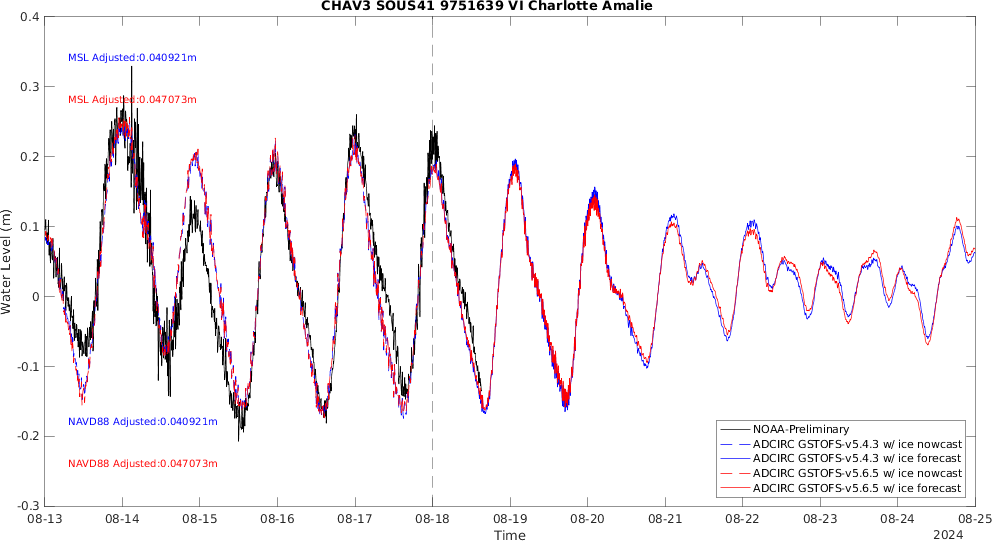 CHAV3 SOUS41 9751639 VI Charlotte Amalie
0.4
0.3
0.2
0.1
0
-0.1
-0.2
-0.3
Water Level (m)
MSL Adjusted:0.040921m
MSL Adjusted:0.047073m
NAVD88 Adjusted:0.040921m
NAVD88 Adjusted:0.047073m
NOAA-Preliminary
ADCIRC GSTOFS-v5.4.3 w/ ice nowcast
ADCIRC GSTOFS-v5.4.3 w/ ice forecast
ADCIRC GSTOFS-v5.6.5 w/ ice nowcast
ADCIRC GSTOFS-v5.6.5 w/ ice forecast
08-13 08-14 08-15 08-16 08-17 08-18 08-19 08-20 08-21 08-22 08-23 08-24 08-25
Time
2024